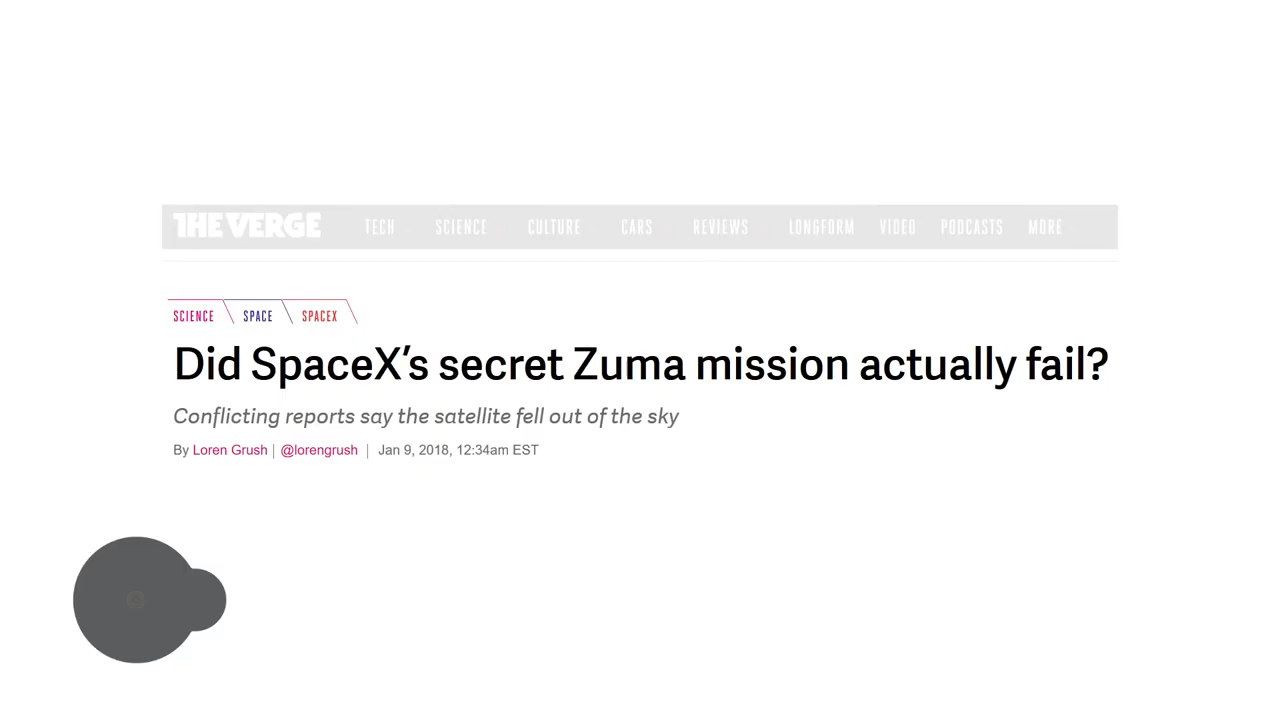 THE VERGE TECH SCIENCE CULTURE CARS REVIEWS LONGFORM VIDEO PODCASTS MORE
SCIENCE SPACE SPACEX
Did SpaceX’s secret Zuma mission actually fail?
Conflicting reports say the satellite fell out of the sky
By Loren Grush | @lorengrush | Jan 9, 2018, 12:34am EST